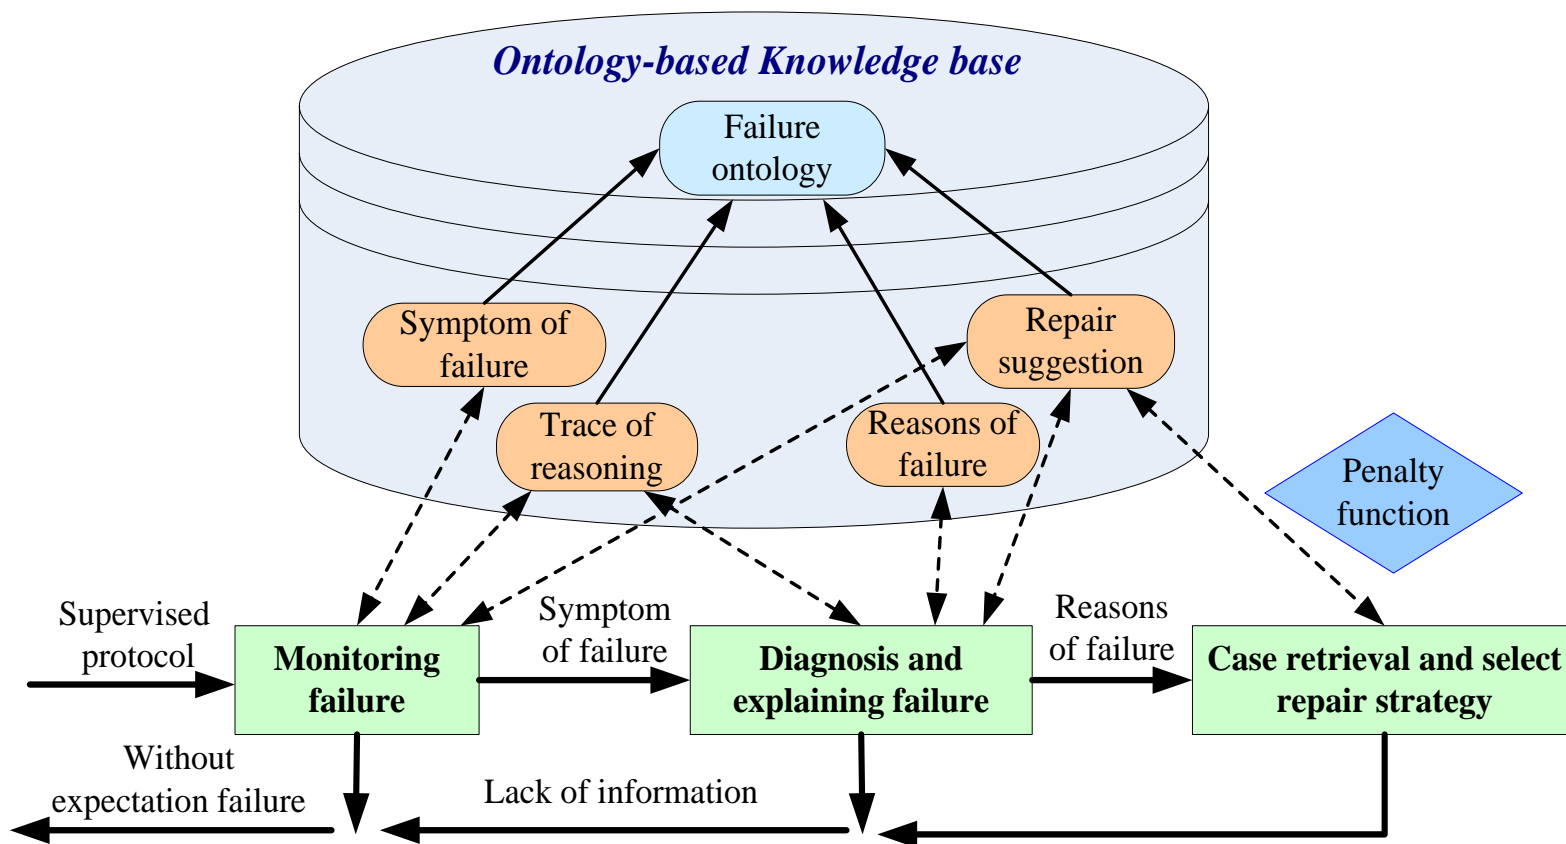 Ontology-based Knowledge base
Failure
ontology
Symptom of
failure
Repair
suggestion
Trace of
reasoning
Reasons of
failure
Penalty
function
Supervised
protocol
Monitoring
failure
Symptom
of failure
Diagnosis and
explaining failure
Reasons
of failure
Case retrieval and select
repair strategy
Without
expectation failure
Lack of information